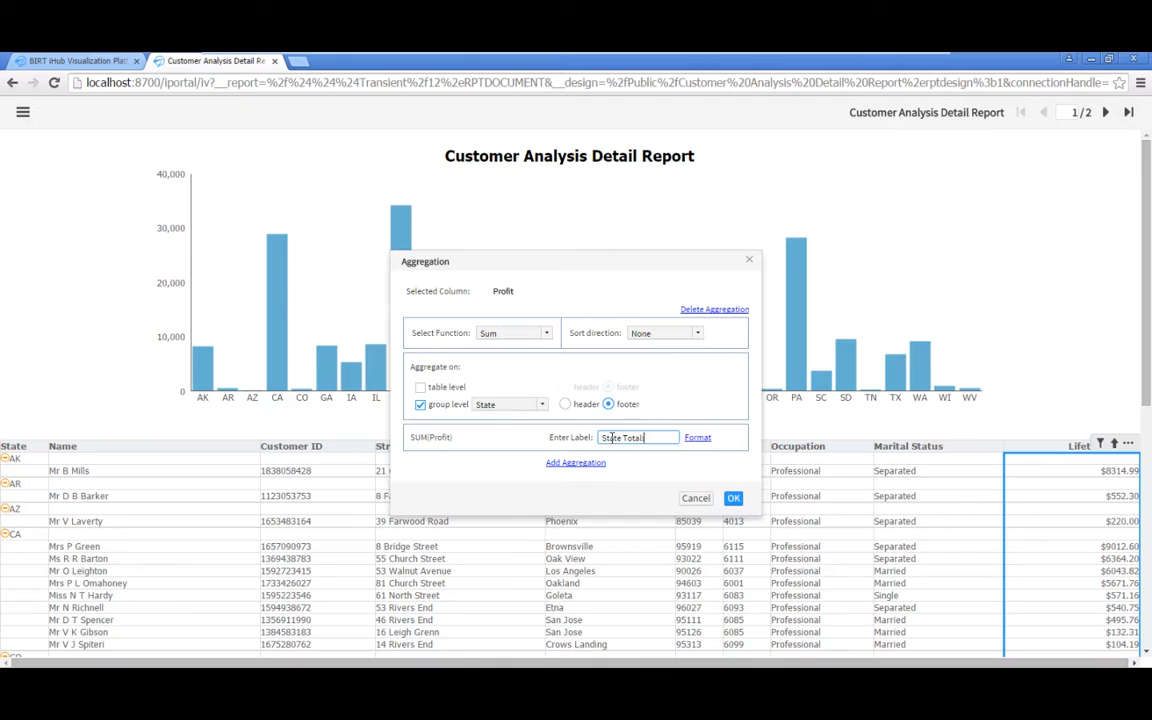 BIRT iHub Visualization Plat
Customer Analysis Detail Re
localhost:8700/iportal/iv?__report=%2f%24%24%24Transient%2f12%2eRPTDOCUMENT&__design=%2fPublic%2fCustomer%20Analysis%20Detail%20Report%2erptdesign%3b1&connectionHandle=
Customer Analysis Detail Report 1 / 2
Customer Analysis Detail Report
40,000
30,000
20,000
10,000
0
AK AR AZ CA CO GA IA IL OR PA SC SD TN TX WA WI WV
Aggregation
Selected Column: Profit
Delete Aggregation
Select Function: Sum Sort direction: None
Aggregate on:
table level header footer
group level State header footer
SUM(Profit) Enter Label: State Totals Format
Add Aggregation
Cancel OK
State Name Customer ID Occupation Marital Status
AK
Mr B Mills 1838058428 21 Professional Separated $8314.99
AR
Mr D B Barker 1123053753 8 Professional Separated $552.30
AZ
Mr V Laverty 1653483164 39 Farwood Road Phoenix 85039 4013 Professional Separated $220.00
CA
Mrs P Green 1657090973 8 Bridge Street Brownsville 95919 6115 Professional Separated $9012.60
Ms R R Barton 1369438783 55 Church Street Oak View 93022 6111 Professional Separated $6364.20
Mr O Leighton 1592723415 53 Walnut Avenue Los Angeles 90026 6037 Professional Married $6043.82
Mrs P L Omahoney 1733426027 81 Church Street Oakland 94603 6001 Professional Married $5671.76
Miss N T Hardy 1595223546 61 North Street Goleta 93117 6083 Professional Single $571.16
Mr N Richnell 1594938672 53 Rivers End Etna 96027 6093 Professional Separated $540.75
Mr D T Spencer 1356911990 46 Rivers End San Jose 95111 6085 Professional Married $495.76
Mr V K Gibson 1384583183 16 Leigh Grenn San Jose 95126 6085 Professional Married $132.31
Mr V J Spiteri 1675280762 14 Rivers End Crows Landing 95313 6099 Professional Married $104.19